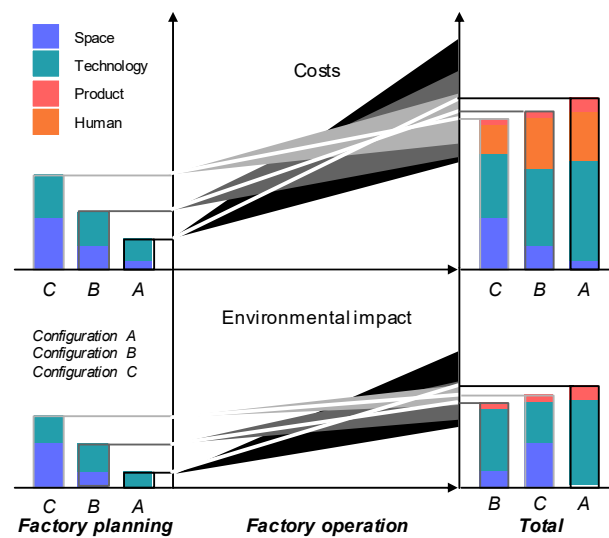 Space
Technology
Product
Human
Costs
C B A
C B A
Environmental impact
Configuration A
Configuration B
Configuration C
C B A
B C A
Factory planning
Factory operation
Total